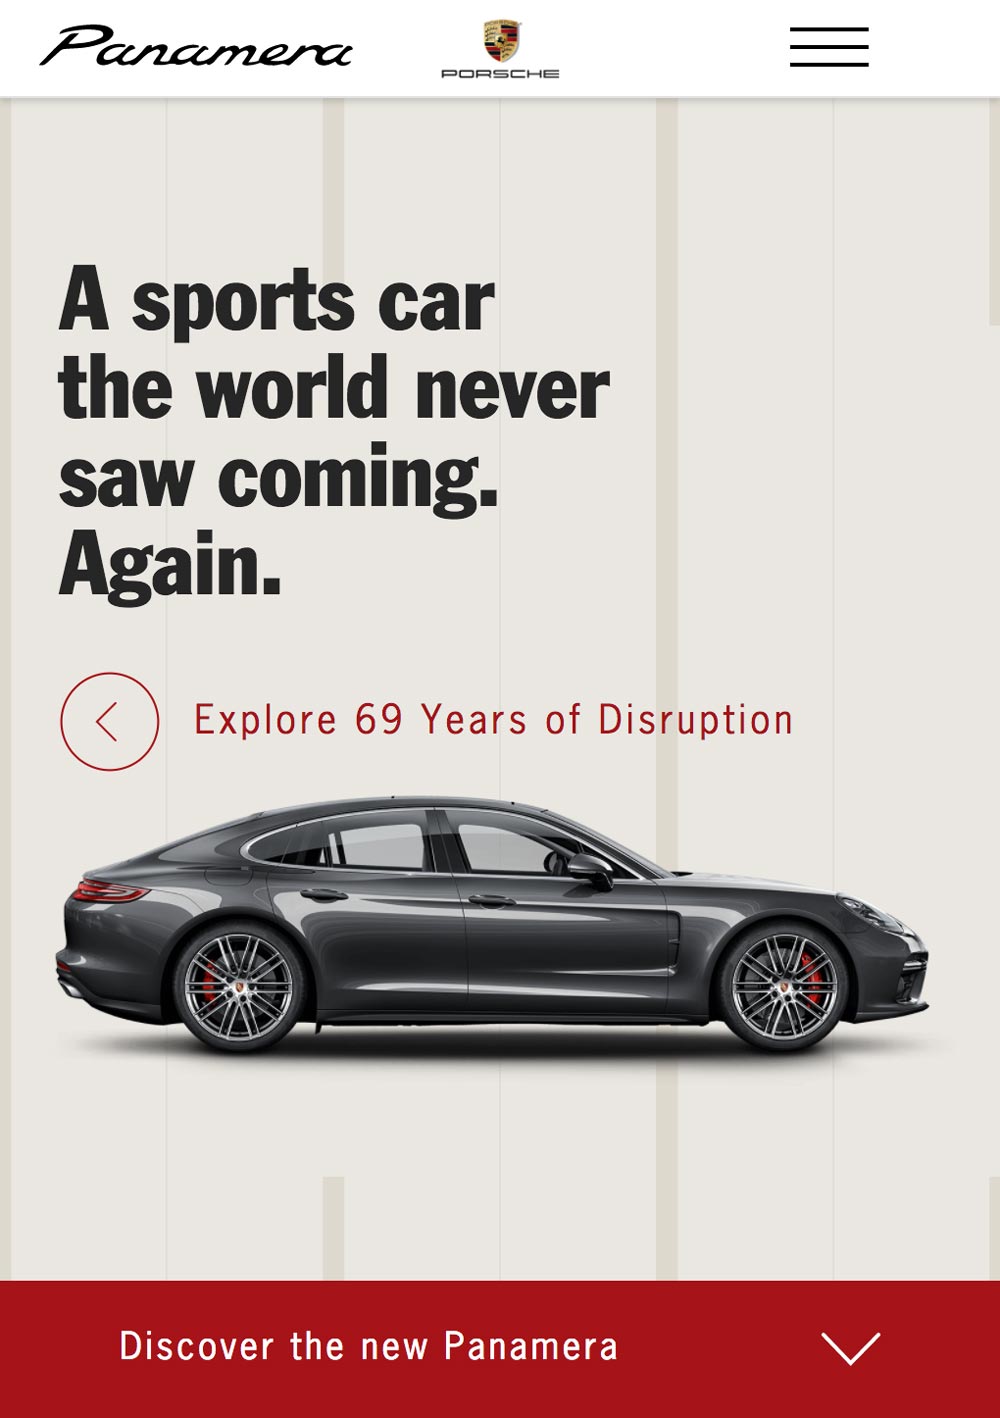 Panamera
PORSCHE
A sports car
the world never
saw coming.
Again.
Explore 69 Years of Disruption
Discover the new Panamera